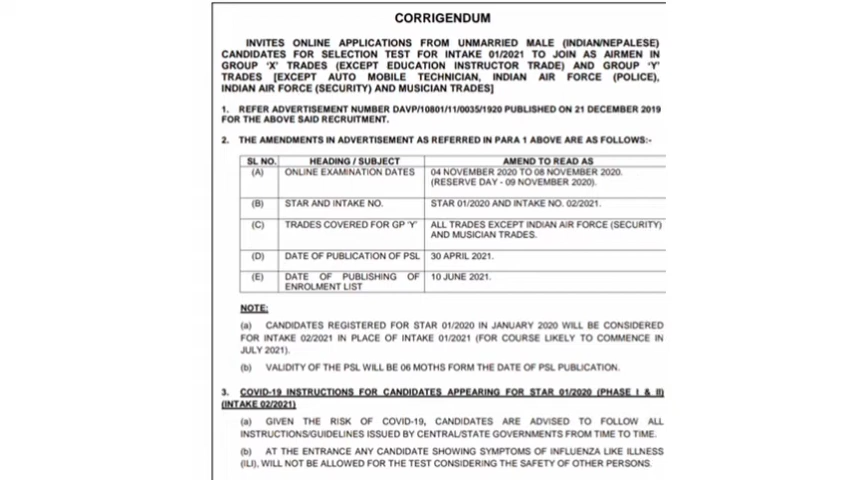 CORRIGENDUM
INVITES ONLINE APPLICATIONS FROM UNMARRIED MALE (INDIAN/NEPALESE)
CANDIDATES FOR SELECTION TEST FOR INTAKE 01/2021 TO JOIN AS AIRMEN IN
GROUP 'X' TRADES (EXCEPT EDUCATION INSTRUCTOR TRADE) AND GROUP 'Y'
TRADES [EXCEPT AUTO MOBILE TECHNICIAN, INDIAN AIR FORCE (POLICE),
INDIAN AIR FORCE (SECURITY) AND MUSICIAN TRADES]
1. REFER ADVERTISEMENT NUMBER DAVP/10801/11/0035/1920 PUBLISHED ON 21 DECEMBER 2019
FOR THE ABOVE SAID RECRUITMENT.
2. THE AMENDMENTS IN ADVERTISEMENT AS REFERRED IN PARA 1 ABOVE ARE AS FOLLOWS:-
SL NO. HEADING / SUBJECT AMEND TO READ AS
(A) ONLINE EXAMINATION DATES 04 NOVEMBER 2020 TO 08 NOVEMBER 2020.
(RESERVE DAY - 09 NOVEMBER 2020).
(B) STAR AND INTAKE NO. STAR 01/2020 AND INTAKE NO. 02/2021.
(C) TRADES COVERED FOR GP 'Y' ALL TRADES EXCEPT INDIAN AIR FORCE (SECURITY)
AND MUSICIAN TRADES.
(D) DATE OF PUBLICATION OF PSL 30 APRIL 2021.
(E) DATE OF PUBLISHING OF 10 JUNE 2021.
ENROLMENT LIST
NOTE:
(a) CANDIDATES REGISTERED FOR STAR 01/2020 IN JANUARY 2020 WILL BE CONSIDERED
FOR INTAKE 02/2021 IN PLACE OF INTAKE 01/2021 (FOR COURSE LIKELY TO COMMENCE IN
JULY 2021).
(b) VALIDITY OF THE PSL WILL BE 06 MOTHS FORM THE DATE OF PSL PUBLICATION.
3. COVID-19 INSTRUCTIONS FOR CANDIDATES APPEARING FOR STAR 01/2020 (PHASE I & II)
(INTAKE 02/2021)
(a) GIVEN THE RISK OF COVID-19, CANDIDATES ARE ADVISED TO FOLLOW ALL
INSTRUCTIONS/GUIDELINES ISSUED BY CENTRAL/STATE GOVERNMENTS FROM TIME TO TIME.
(b) AT THE ENTRANCE ANY CANDIDATE SHOWING SYMPTOMS OF INFLUENZA LIKE ILLNESS
(ILI), WILL NOT BE ALLOWED FOR THE TEST CONSIDERING THE SAFETY OF OTHER PERSONS.